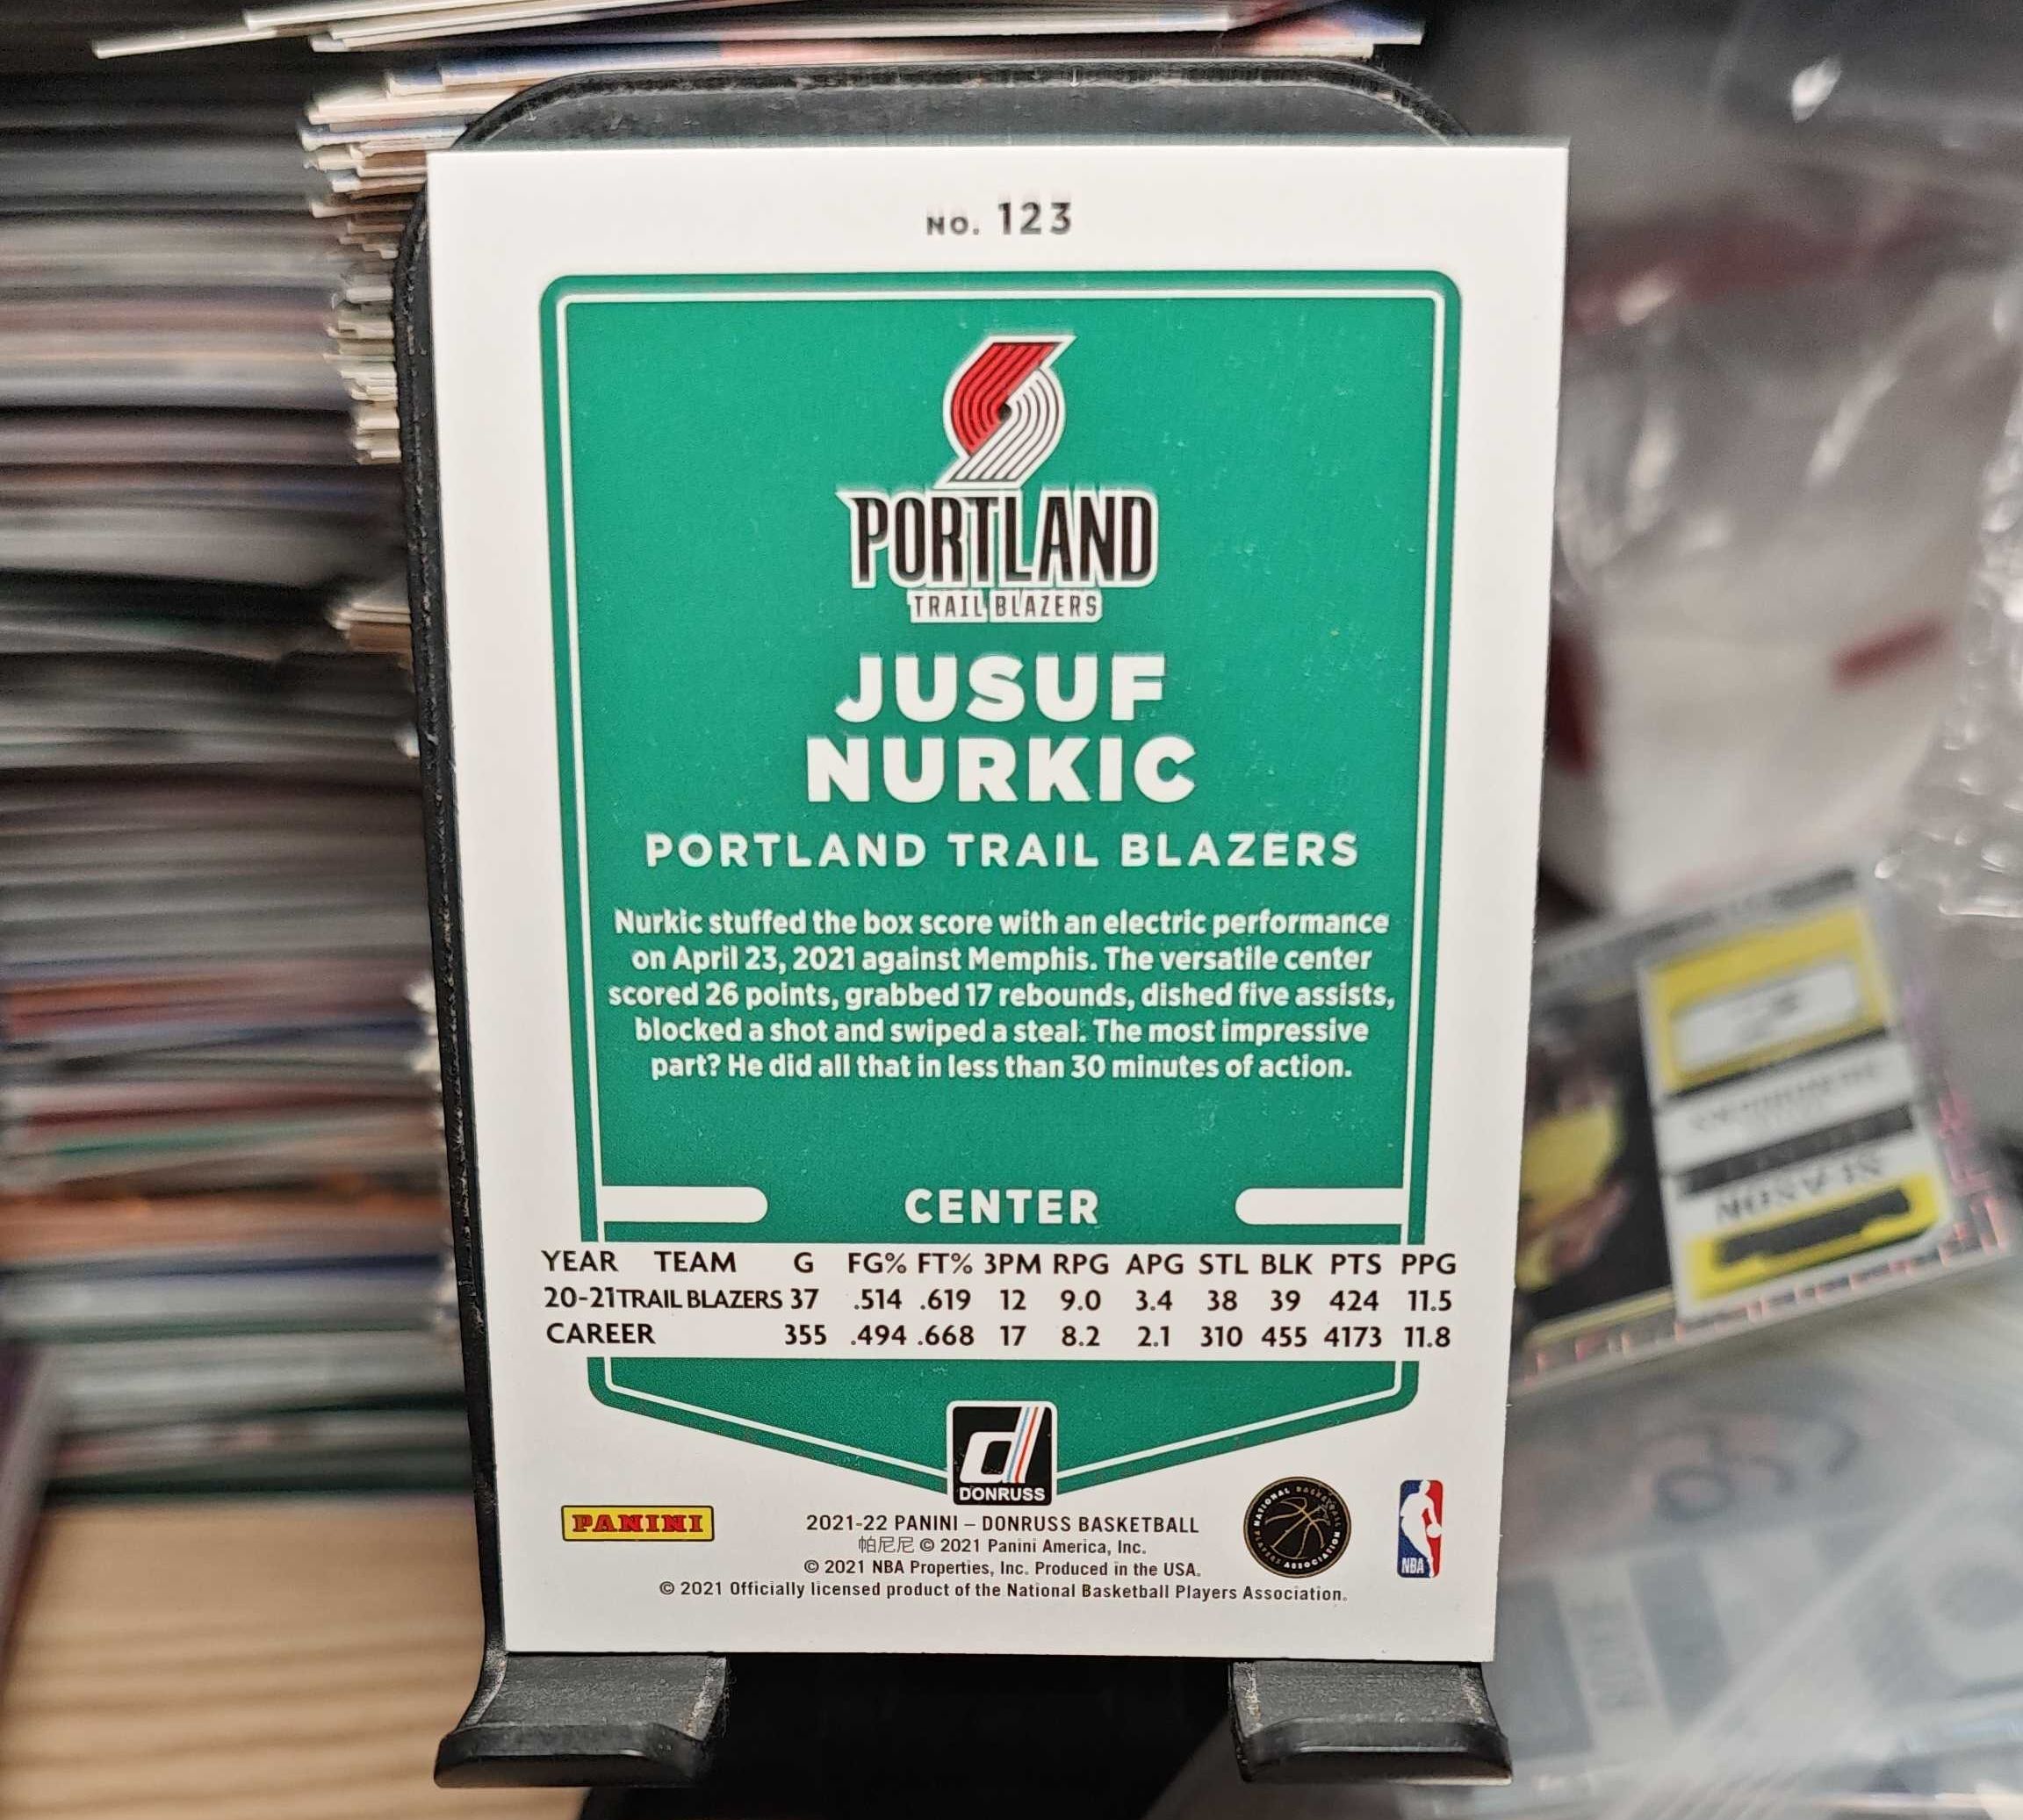 NO. 123
PORTLAND
TRAIL BLAZERS
JUSUF
NURKIC
PORTLAND TRAIL BLAZERS
Nurkic stuffed the box score with an electric performance
on April 23, 2021 against Memphis. The versatile center
scored 26 points, grabbed 17 rebounds, dished five assists,
blocked a shot and swiped a steal. The most impressive
part? He did all that in less than 30 minutes of action.
CENTER
YEAR TEAM G FG% FT% 3PM RPG APG STL BLK PTS PPG
20-21 TRAIL BLAZERS 37 .514 .619 12 9.0 3.4 38 39 424 11.5
CAREER 355 .494 .668 17 8.2 2.1 310 455 4173 11.8
d
DONRUSS
PANINI
2021-22 PANINI – DONRUSS BASKETBALL
帕尼尼 © 2021 Panini America, Inc.
© 2021 NBA Properties, Inc. Produced in the USA.
© 2021 Officially licensed product of the National Basketball Players Association.
NATIONAL BASKETBALL PLAYERS ASSOCIATION
NBA
SEASON